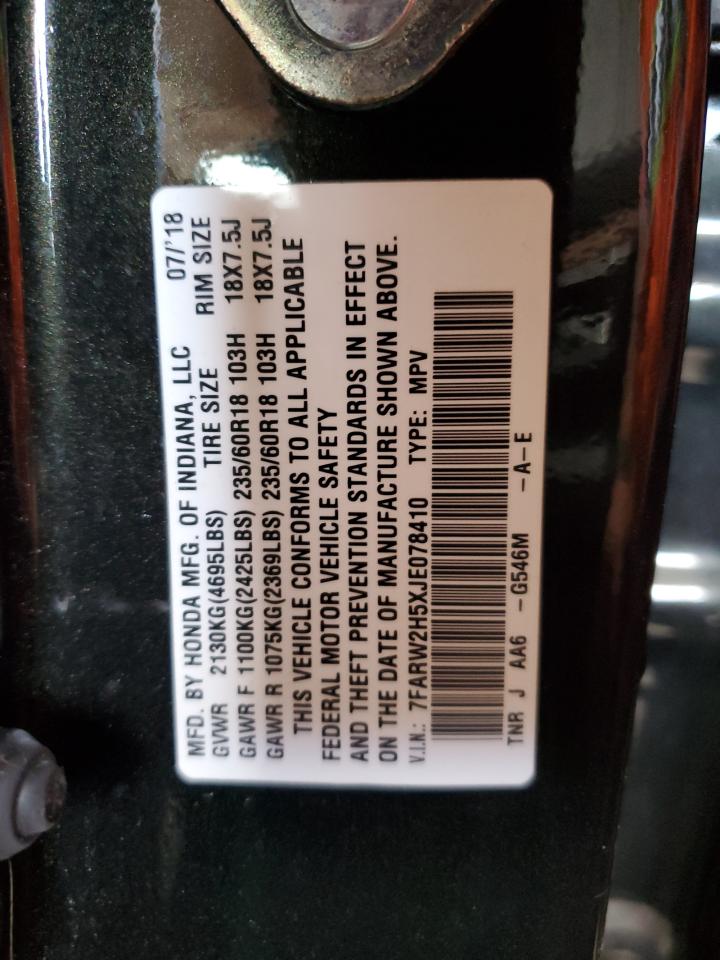 MFD. BY HONDA MFG. OF INDIANA, LLC 07/'18
GVWR 2130KG(4695LBS) TIRE SIZE RIM SIZE
GAWR F 1100KG(2425LBS) 235/60R18 103H 18X7.5J
GAWR R 1075KG(2369LBS) 235/60R18 103H 18X7.5J
THIS VEHICLE CONFORMS TO ALL APPLICABLE
FEDERAL MOTOR VEHICLE SAFETY
AND THEFT PREVENTION STANDARDS IN EFFECT
ON THE DATE OF MANUFACTURE SHOWN ABOVE.
V.I.N.: 7FARW2H5XJE078410 TYPE: MPV
TNR J AA6 -G546M -A-E